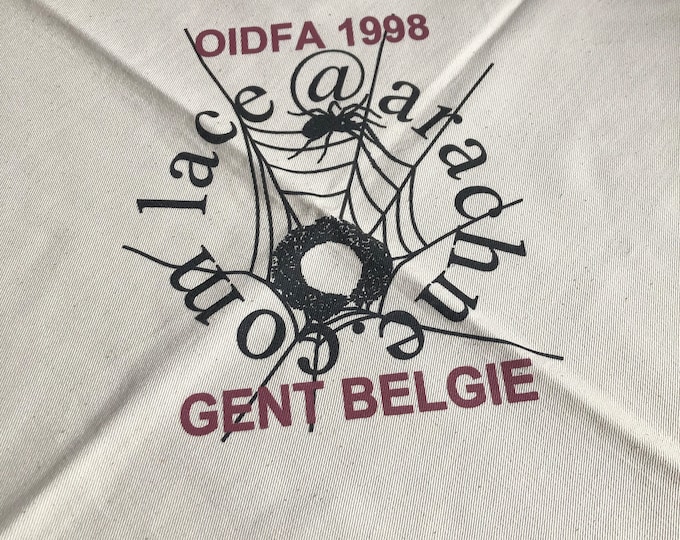 OIDFA 1998
lace@arachne.com
GENT BELGIE